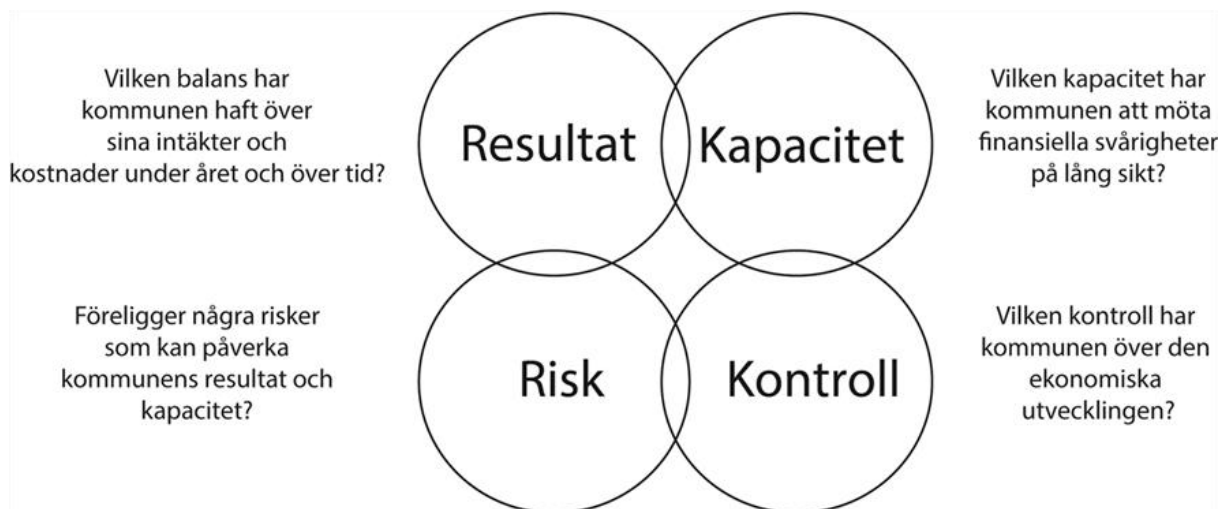 Vilken balans har
kommunen haft över
sina intäkter och
kostnader under året och över tid?
Resultat
Kapacitet
Vilken kapacitet har
kommunen att möta
finansiella svårigheter
på lång sikt?
Föreligger några risker
som kan påverka
kommunens resultat och
kapacitet?
Risk
Kontroll
Vilken kontroll har
kommunen över den
ekonomiska
utvecklingen?